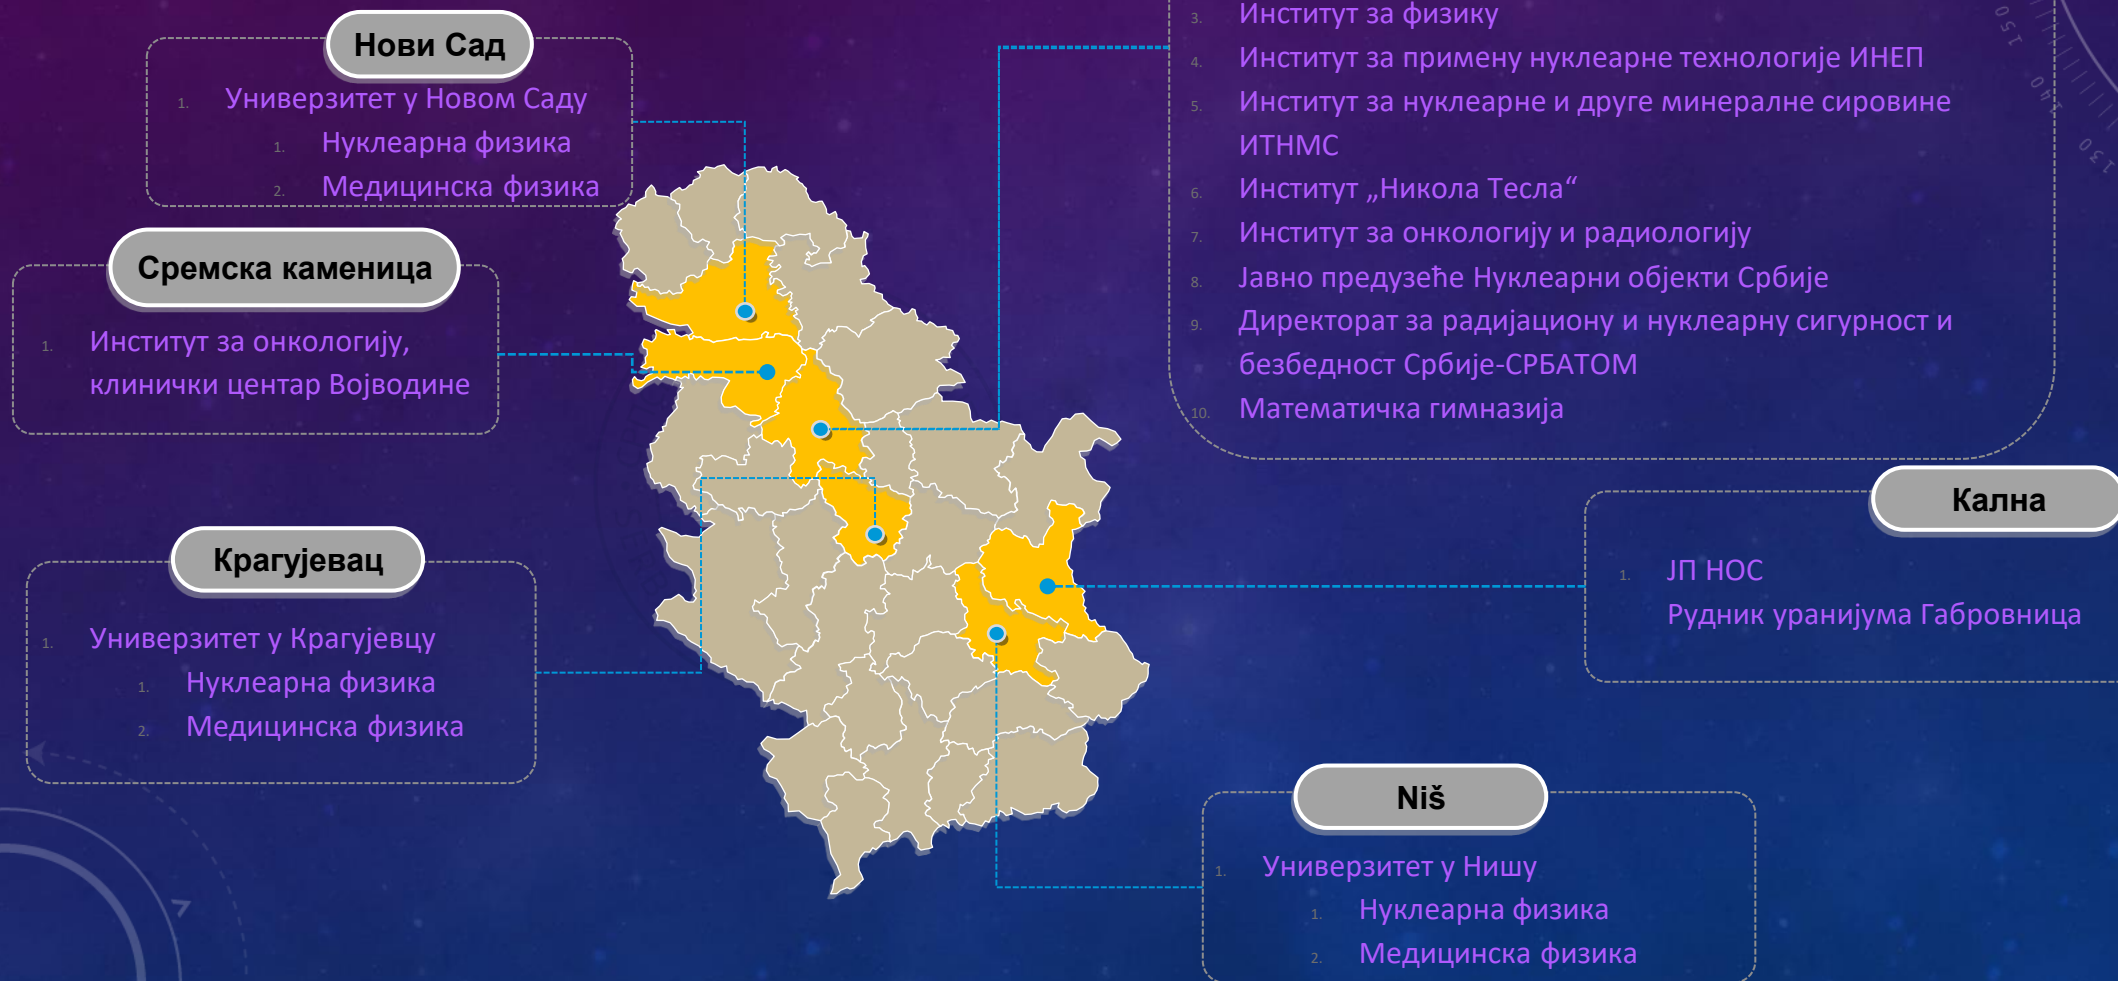 Нови Сад
1. Универзитет у Новом Саду
1. Нуклеарна физика
2. Медицинска физика
Сремска каменица
1. Институт за онкологију,
клинички центар Војводине
Крагујевац
1. Универзитет у Крагујевцу
1. Нуклеарна физика
2. Медицинска физика
3. Институт за физику
4. Институт за примену нуклеарне технологије ИНЕП
5. Институт за нуклеарне и друге минералне сировине
ИТНМС
6. Институт „Никола Тесла“
7. Институт за онкологију и радиологију
8. Јавно предузеће Нуклеарни објекти Србије
9. Директорат за радијациону и нуклеарну сигурност и
безбедност Србије-СРБАТОМ
10. Математичка гимназија
Кална
1. ЈП НОС
Рудник уранијума Габровница
Niš
1. Универзитет у Нишу
1. Нуклеарна физика
2. Медицинска физика
150
140
130